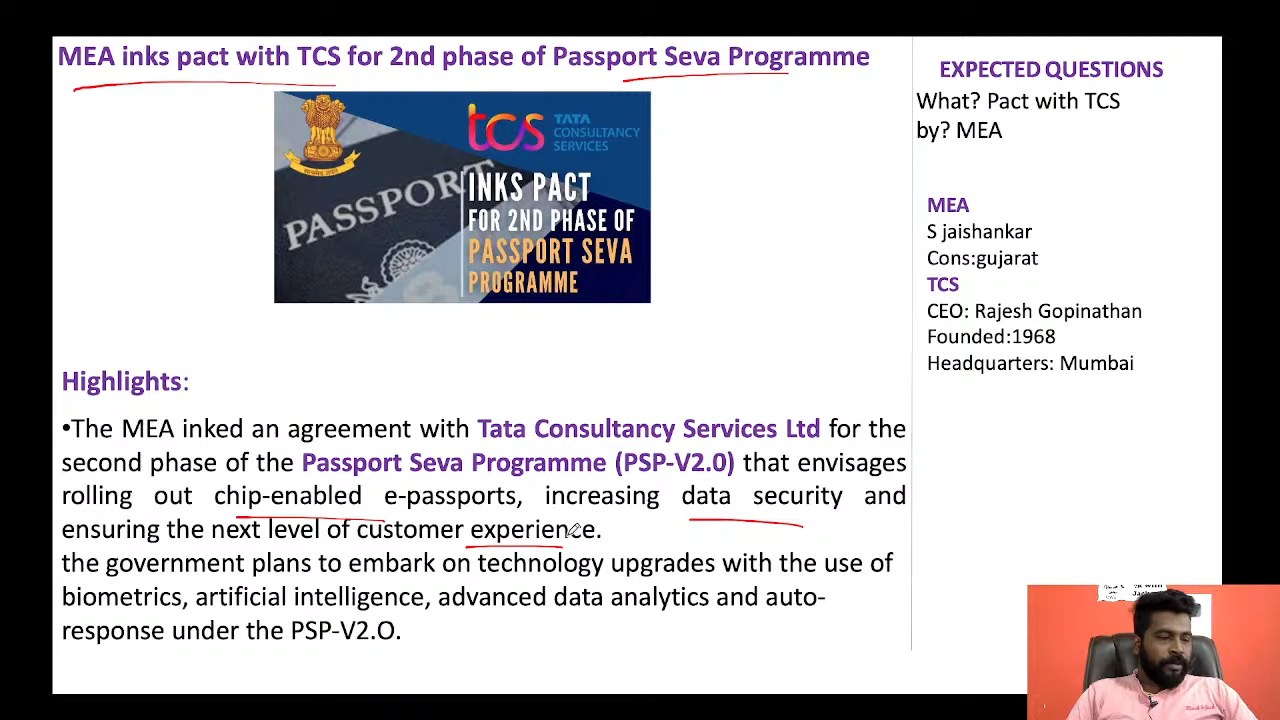 MEA inks pact with TCS for 2nd phase of Passport Seva Programme
tcs TATA
CONSULTANCY
SERVICES
PASSPORT
INKS PACT
FOR 2ND PHASE OF
PASSPORT SEVA
PROGRAMME
Highlights:
•The MEA inked an agreement with Tata Consultancy Services Ltd for the
second phase of the Passport Seva Programme (PSP-V2.0) that envisages
rolling out chip-enabled e-passports, increasing data security and
ensuring the next level of customer experience.
the government plans to embark on technology upgrades with the use of
biometrics, artificial intelligence, advanced data analytics and auto-
response under the PSP-V2.O.
EXPECTED QUESTIONS
What? Pact with TCS
by? MEA
MEA
S jaishankar
Cons:gujarat
TCS
CEO: Rajesh Gopinathan
Founded:1968
Headquarters: Mumbai